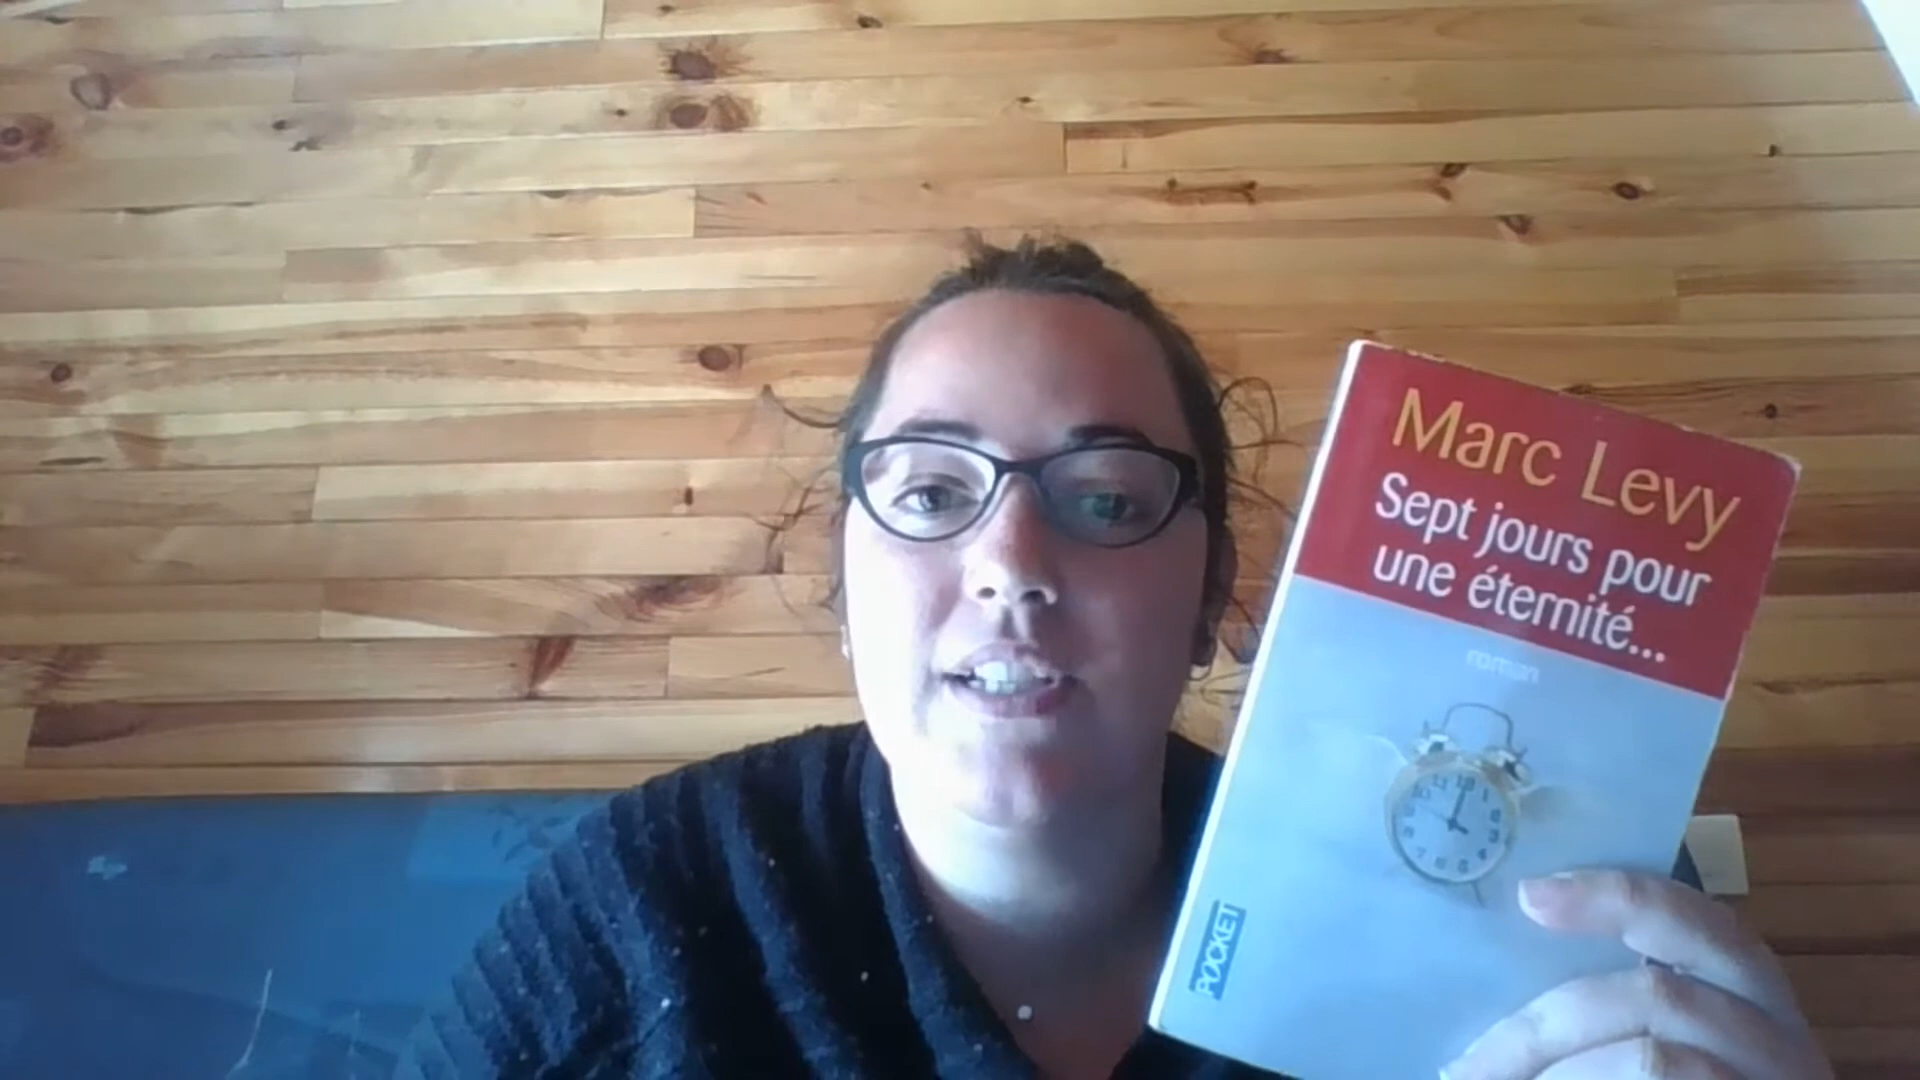 Marc Levy
Sept jours pour
une éternité...
roman
POCKET